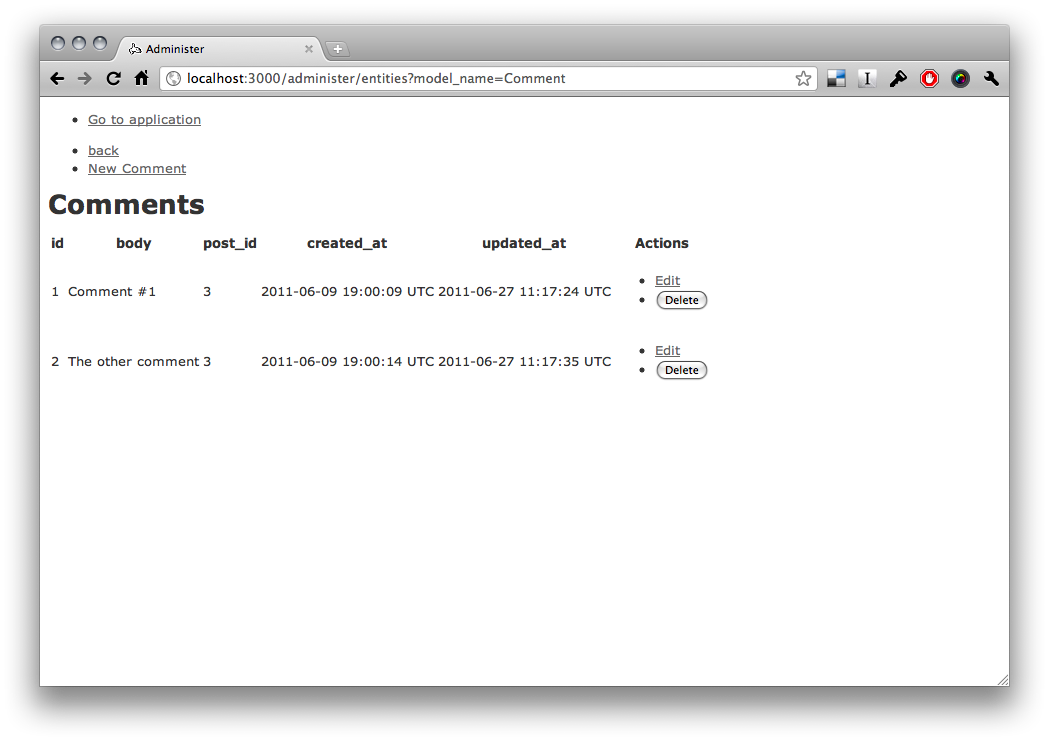 Administer
localhost:3000/administer/entities?model_name=Comment
Go to application
back
New Comment
Comments
id body post_id created_at updated_at Actions
1 Comment #1 3 2011-06-09 19:00:09 UTC 2011-06-27 11:17:24 UTC
Edit
Delete
2 The other comment 3 2011-06-09 19:00:14 UTC 2011-06-27 11:17:35 UTC
Edit
Delete